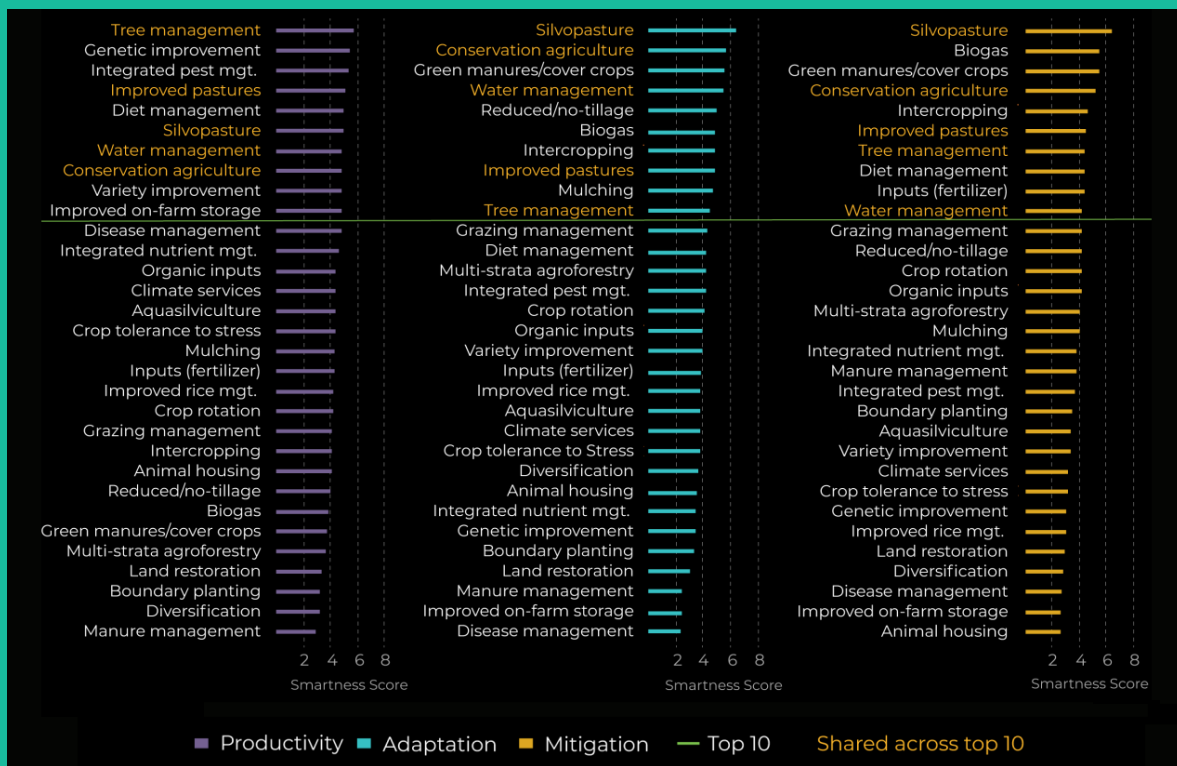 Tree management
Genetic improvement
Integrated pest mgt.
Improved pastures
Diet management
Silvopasture
Water management
Conservation agriculture
Variety improvement
Improved on-farm storage
Disease management
Integrated nutrient mgt.
Organic inputs
Climate services
Aquasilviculture
Crop tolerance to stress
Mulching
Inputs (fertilizer)
Improved rice mgt.
Crop rotation
Grazing management
Intercropping
Animal housing
Reduced/no-tillage
Biogas
Green manures/cover crops
Multi-strata agroforestry
Land restoration
Boundary planting
Diversification
Manure management
2 4 6 8
Smartness Score
Silvopasture
Conservation agriculture
Green manures/cover crops
Water management
Reduced/no-tillage
Biogas
Intercropping
Improved pastures
Mulching
Tree management
Grazing management
Diet management
Multi-strata agroforestry
Integrated pest mgt.
Crop rotation
Organic inputs
Variety improvement
Inputs (fertilizer)
Improved rice mgt.
Aquasilviculture
Climate services
Crop tolerance to Stress
Diversification
Animal housing
Integrated nutrient mgt.
Genetic improvement
Boundary planting
Land restoration
Manure management
Improved on-farm storage
Disease management
2 4 6 8
Smartness Score
Silvopasture
Biogas
Green manures/cover crops
Conservation agriculture
Intercropping
Improved pastures
Tree management
Diet management
Inputs (fertilizer)
Water management
Grazing management
Reduced/no-tillage
Crop rotation
Organic inputs
Multi-strata agroforestry
Mulching
Integrated nutrient mgt.
Manure management
Integrated pest mgt.
Boundary planting
Aquasilviculture
Variety improvement
Climate services
Crop tolerance to stress
Genetic improvement
Improved rice mgt.
Land restoration
Diversification
Disease management
Improved on-farm storage
Animal housing
2 4 6 8
Smartness Score
Productivity Adaptation Mitigation Top 10 Shared across top 10